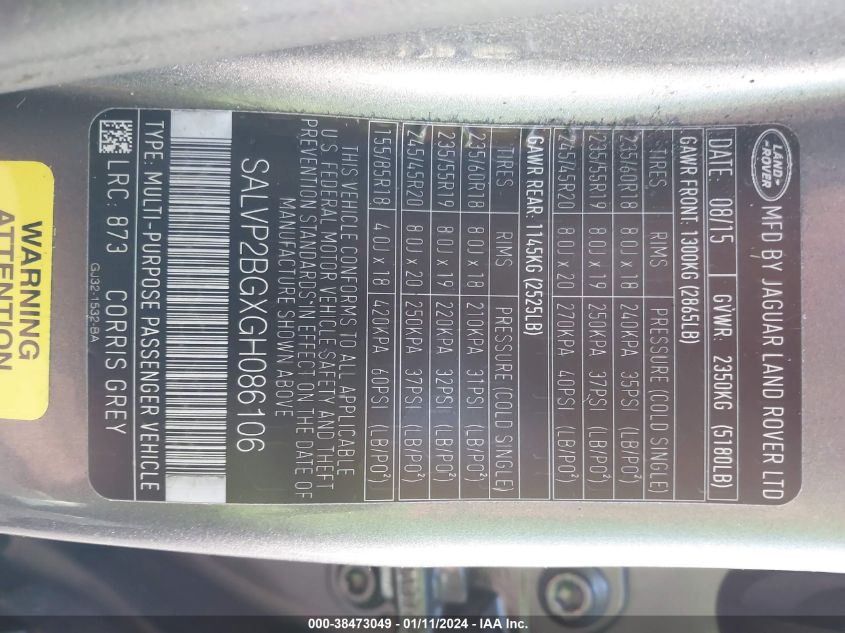 LAND-
-ROVER
MFD BY JAGUAR LAND ROVER LTD
DATE: 08/15 GVWR: 2350KG (5180LB)
GAWR FRONT 1300KG (2865LB)
TIRES RIMS PRESSURE (COLD SINGLE)
235/60R18 8.0J x 18 240KPA 35PSI (LB/PO²)
235/55R19 8.0J x 19 250KPA 37PSI (LB/PO²)
245/45R20 8.0J x 20 270KPA 40PSI (LB/PO²)
GAWR REAR: 1145KG (2525LB)
TIRES RIMS PRESSURE (COLD SINGLE)
235/60R18 8.0J x 18 210KPA 31PSI (LB/PO²)
235/55R19 8.0J x 19 220KPA 32PSI (LB/PO²)
245/45R20 8.0J x 20 250KPA 37PSI (LB/PO²)
155/85R18 4.0J x 18 420KPA 60PSI (LB/PO²)
THIS VEHICLE CONFORMS TO ALL APPLICABLE
U.S. FEDERAL MOTOR VEHICLE SAFETY AND THEFT
PREVENTION STANDARDS IN EFFECT ON THE DATE OF
MANUFACTURE SHOWN ABOVE
SALVP2BGXGH086106
TYPE: MULTI-PURPOSE PASSENGER VEHICLE
LRC: 873 CORRIS GREY
GJ32-1532-BA
WARNING
ATTENTION
000-38473049 - 01/11/2024 - IAA Inc.